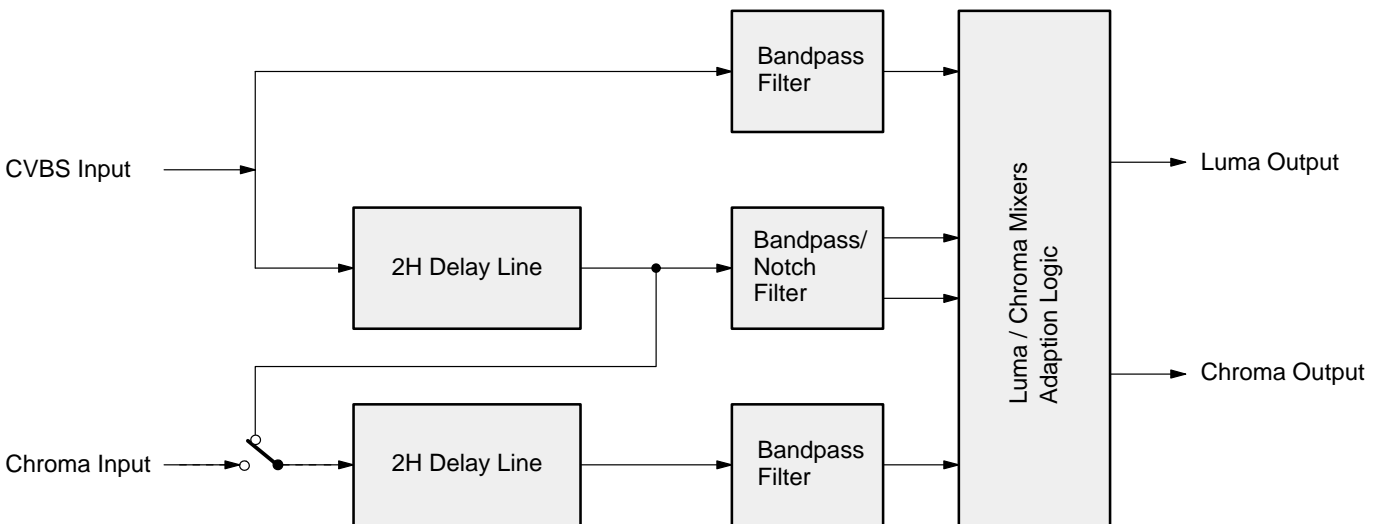 Bandpass
Filter
CVBS Input
Luma Output
2H Delay Line
Bandpass/
Notch
Filter
Luma / Chroma Mixers
Adaption Logic
Chroma Output
Chroma Input
2H Delay Line
Bandpass
Filter